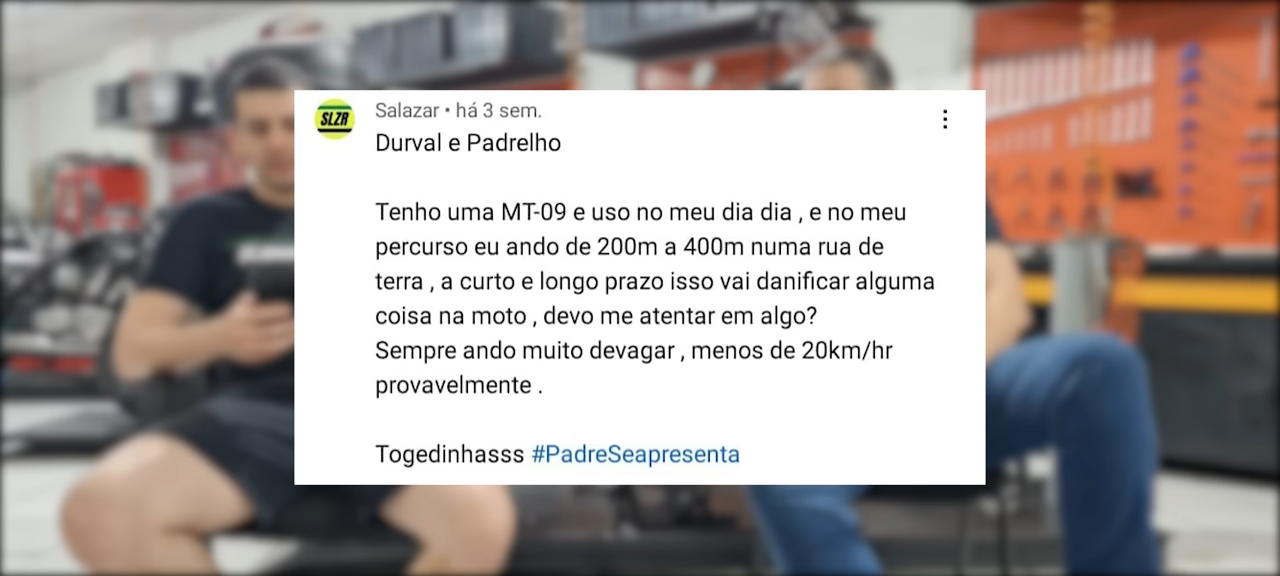 SLZR
Salazar • há 3 sem.
Durval e Padrelho
Tenho uma MT-09 e uso no meu dia dia , e no meu
percurso eu ando de 200m a 400m numa rua de
terra , a curto e longo prazo isso vai danificar alguma
coisa na moto , devo me atentar em algo?
Sempre ando muito devagar , menos de 20km/hr
provavelmente .
Togedinhasss #PadreSeapresenta